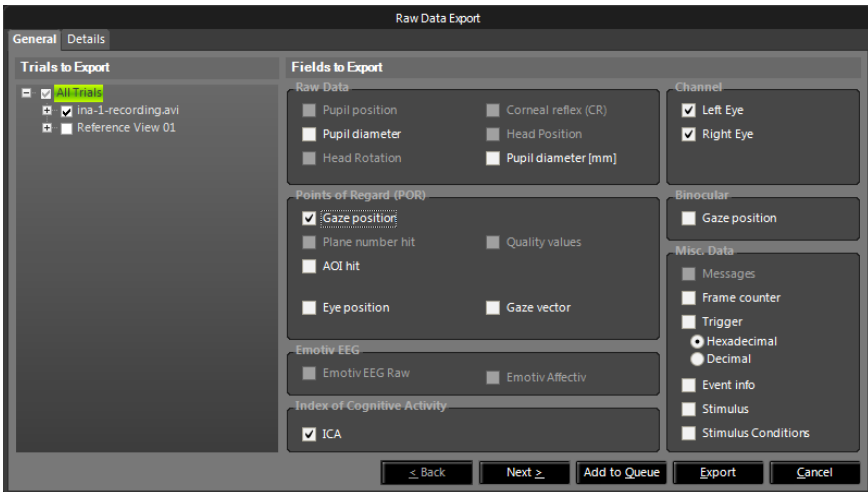 Raw Data Export
General Details
Trials to Export
All Trials
ina-1-recording.avi
Reference View 01
Fields to Export
Raw Data
Pupil position Corneal reflex (CR)
Pupil diameter Head Position
Head Rotation Pupil diameter [mm]
Points of Regard (POR)
Gaze position
Plane number hit Quality values
AOI hit
Eye position Gaze vector
Emotiv EEG
Emotiv EEG Raw Emotiv Affectiv
Index of Cognitive Activity
ICA
Channel
Left Eye
Right Eye
Binocular
Gaze position
Misc. Data
Messages
Frame counter
Trigger
Hexadecimal
Decimal
Event info
Stimulus
Stimulus Conditions
< Back Next > Add to Queue Export Cancel